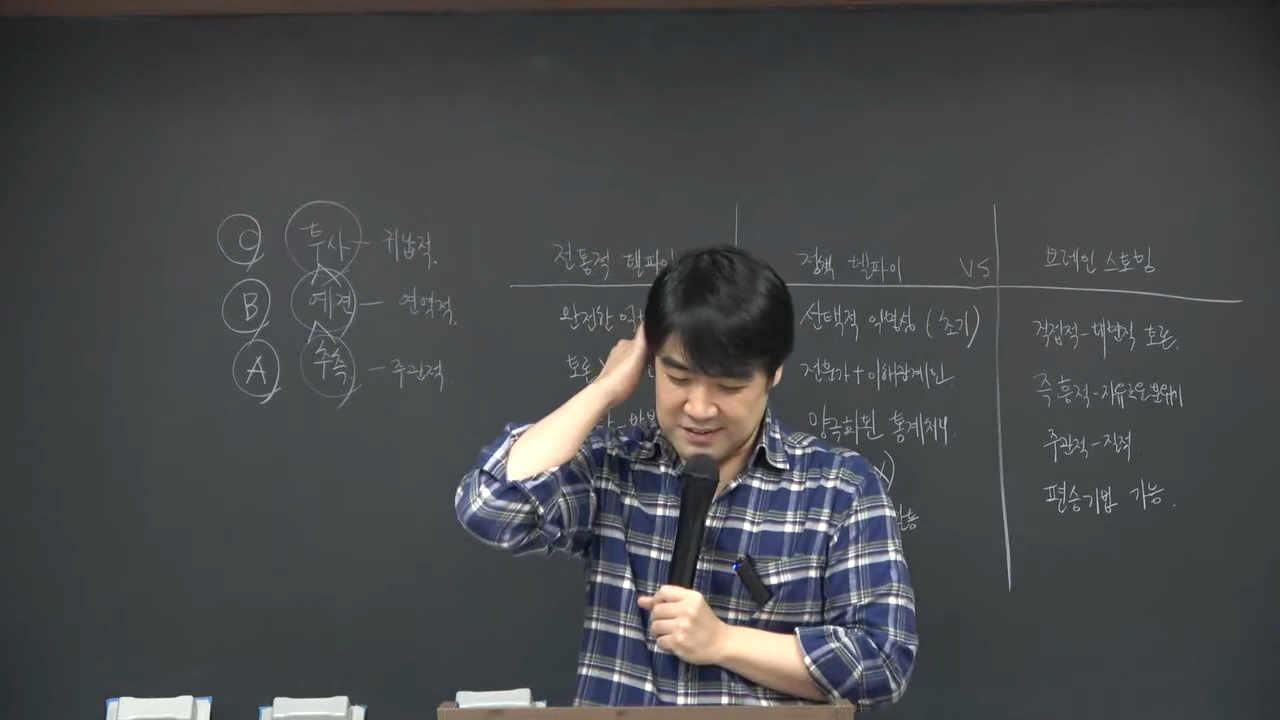 C 투사 - 귀납적.
B 예견 - 연역적.
A 추측 - 주관적
전통적 델파이
완전한
토론
정책 델파이 VS
선택적 익명성 (초기)
전문가 + 이해관계인
양극화된 통계처리
활용
브레인 스토밍
직접적 - 대면적 토론.
즉흥적 - 자유로운 분위기
주관적 - 질적
편승기법 가능.